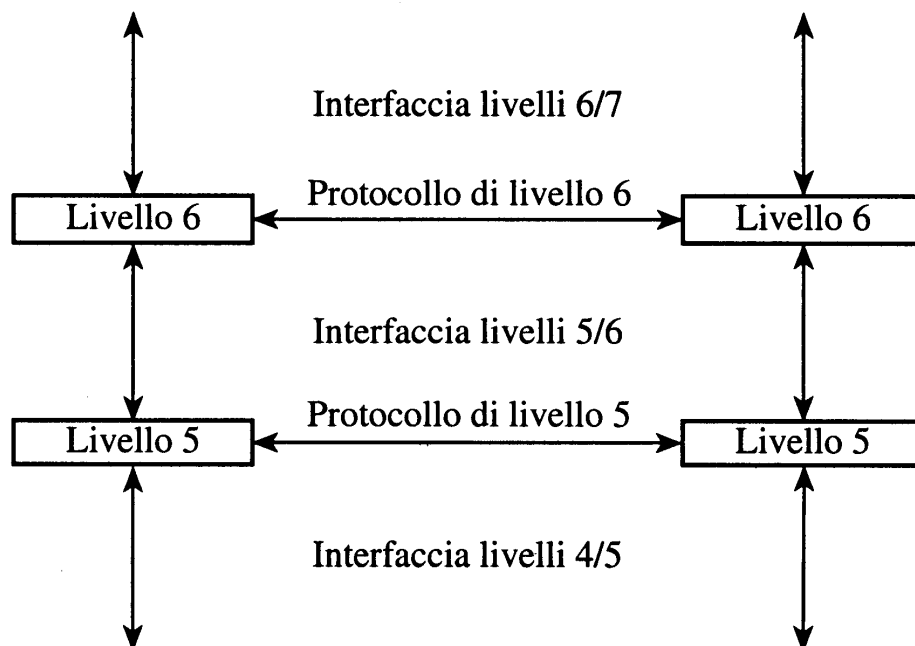 Interfaccia livelli 6/7
Protocollo di livello 6
Livello 6
Livello 6
Interfaccia livelli 5/6
Protocollo di livello 5
Livello 5
Livello 5
Interfaccia livelli 4/5